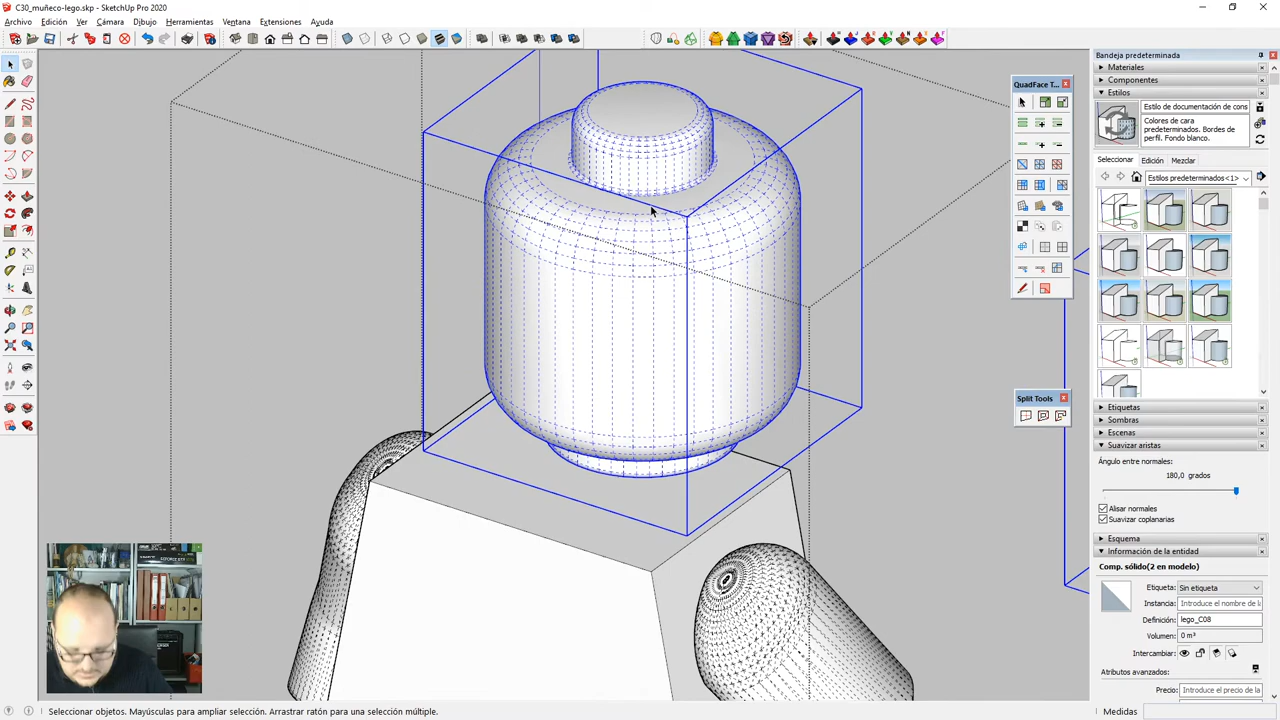 C30_muñeco-lego.skp - SketchUp Pro 2020
Archivo Edición Ver Cámara Dibujo Herramientas Ventana Extensiones Ayuda
QuadFace T...
Split Tools
Bandeja predeterminada
Materiales
Componentes
Estilos
Estilo de documentación de cons
Colores de cara
predeterminados. Bordes de
perfil. Fondo blanco.
Seleccionar Edición Mezclar
Estilos predeterminados<1>
Etiquetas
Sombras
Escenas
Suavizar aristas
Ángulo entre normales:
180,0 grados
Alisar normales
Suavizar coplanarias
Esquema
Información de la entidad
Comp. sólido(2 en modelo)
Etiqueta: Sin etiqueta
Instancia: Introduce el nombre de la
Definición: lego_C08
Volumen: 0 m³
Intercambiar:
Atributos avanzados:
Precio: Introduce el precio de la
Seleccionar objetos. Mayúsculas para ampliar selección. Arrastrar ratón para una selección múltiple.
Medidas